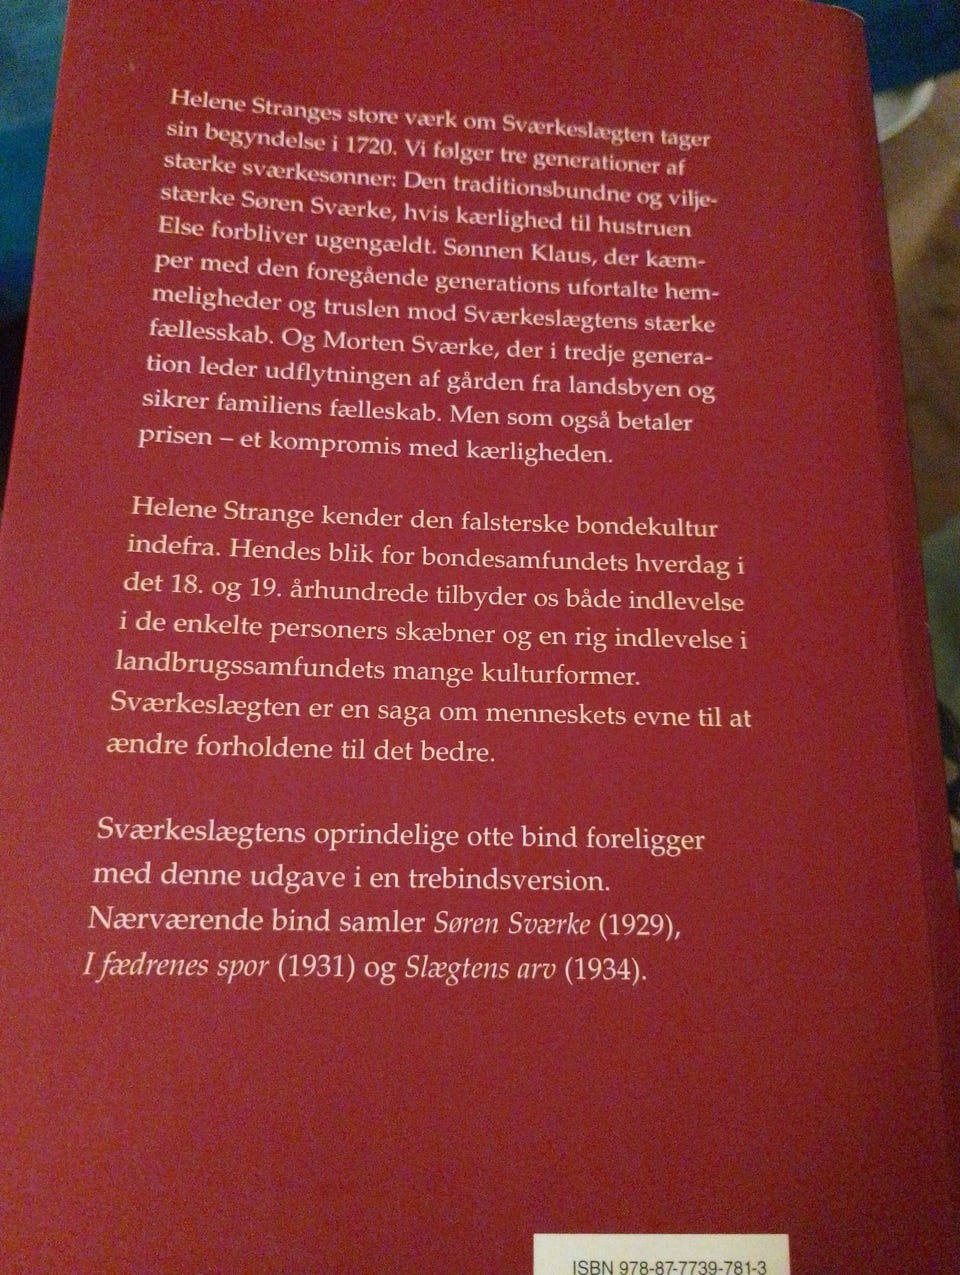 Helene Stranges store værk om Sværkeslægten tager
sin begyndelse i 1720. Vi følger tre generationer af
stærke sværkesønner: Den traditionsbundne og vilje-
stærke Søren Sværke, hvis kærlighed til hustruen
Else forbliver ugengældt. Sønnen Klaus, der kæm-
per med den foregående generations ufortalte hem-
meligheder og truslen mod Sværkeslægtens stærke
fællesskab. Og Morten Sværke, der i tredje genera-
tion leder udflytningen af gården fra landsbyen og
sikrer familiens fælleskab. Men som også betaler
prisen – et kompromis med kærligheden.
Helene Strange kender den falsterske bondekultur
indefra. Hendes blik for bondesamfundets hverdag i
det 18. og 19. århundrede tilbyder os både indlevelse
i de enkelte personers skæbner og en rig indlevelse i
landbrugssamfundets mange kulturformer.
Sværkeslægten er en saga om menneskets evne til at
ændre forholdene til det bedre.
Sværkeslægtens oprindelige otte bind foreligger
med denne udgave i en trebindsversion.
Nærværende bind samler Søren Sværke (1929),
I fædrenes spor (1931) og Slægtens arv (1934).
ISBN 978-87-7739-781-3